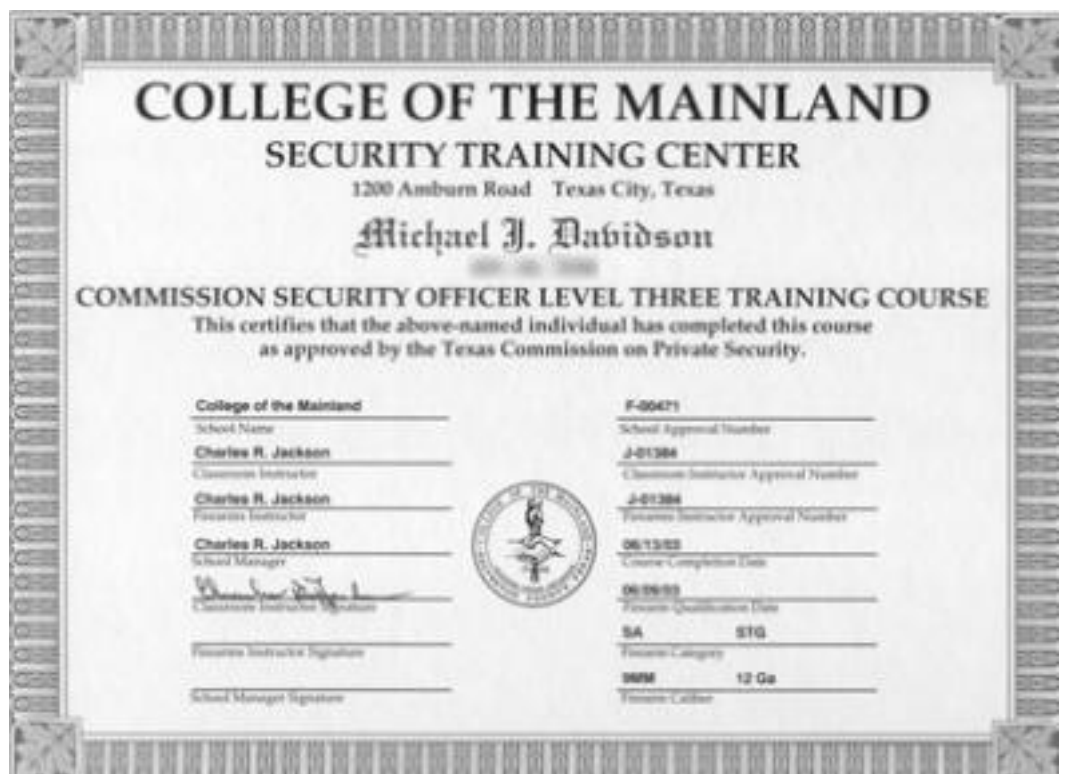 COLLEGE OF THE MAINLAND
SECURITY TRAINING CENTER
1200 Amburn Road Texas City, Texas
Michael J. Davidson
COMMISSION SECURITY OFFICER LEVEL THREE TRAINING COURSE
This certifies that the above-named individual has completed this course
as approved by the Texas Commission on Private Security.
College of the Mainland
School Name
Charles R. Jackson
Classroom Instructor
Charles R. Jackson
Firearms Instructor
Charles R. Jackson
School Manager
Classroom Instructor Signature
Firearms Instructor Signature
School Manager Signature
COLLEGE OF THE MAINLAND
F-00471
School Approval Number
J-01384
Classroom Instructor Approval Number
J-01384
Firearms Instructor Approval Number
06/13/03
Course Completion Date
06/09/03
Firearm Qualification Date
SA STG
Firearm Category
9MM 12 Ga
Firearm Caliber